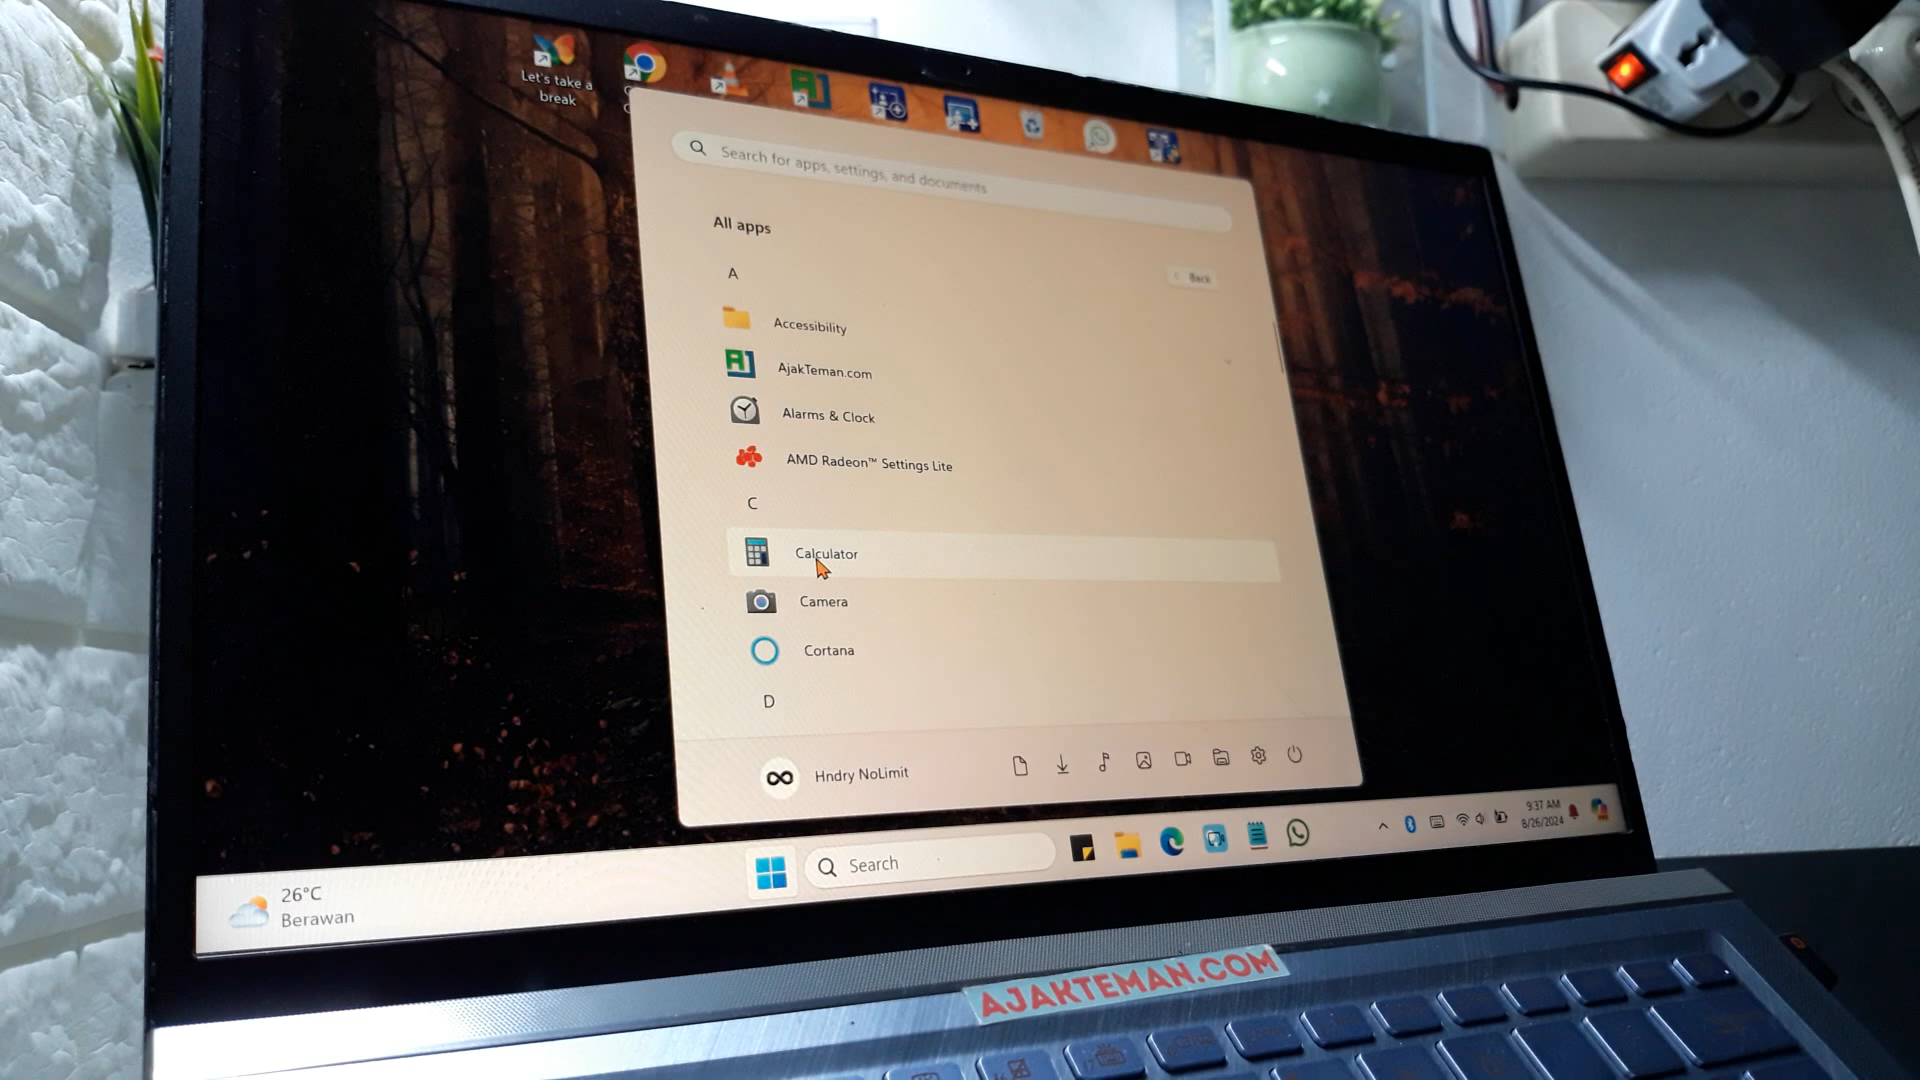 Let's take a
break
Search for apps, settings, and documents
All apps
A
Back
Accessibility
AJ
AjakTeman.com
Alarms & Clock
AMD Radeon™ Settings Lite
C
Calculator
Camera
Cortana
D
Hndry NoLimit
26°C
Berawan
Search
9:37 AM
8/26/2024
AJAKTEMAN.COM